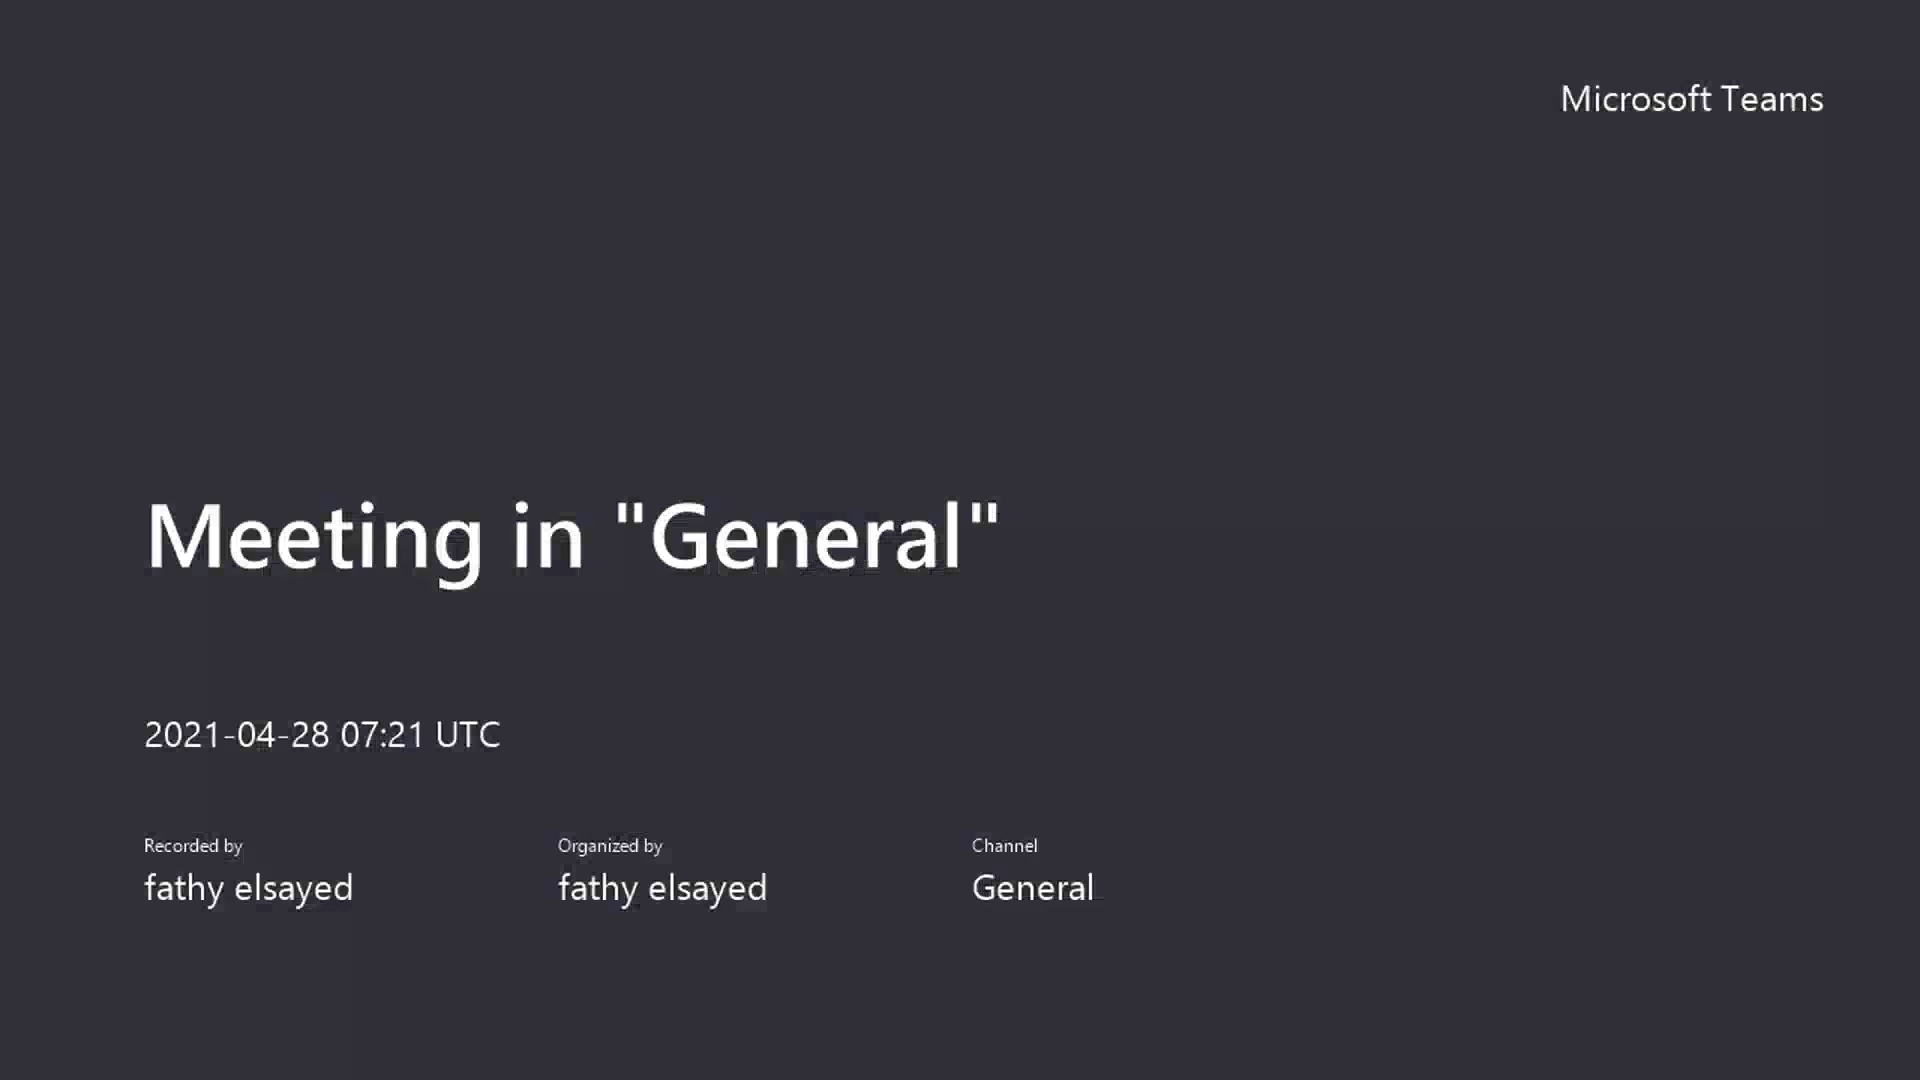 Microsoft Teams
Meeting in "General"
2021-04-28 07:21 UTC
Recorded by
fathy elsayed
Organized by
fathy elsayed
Channel
General